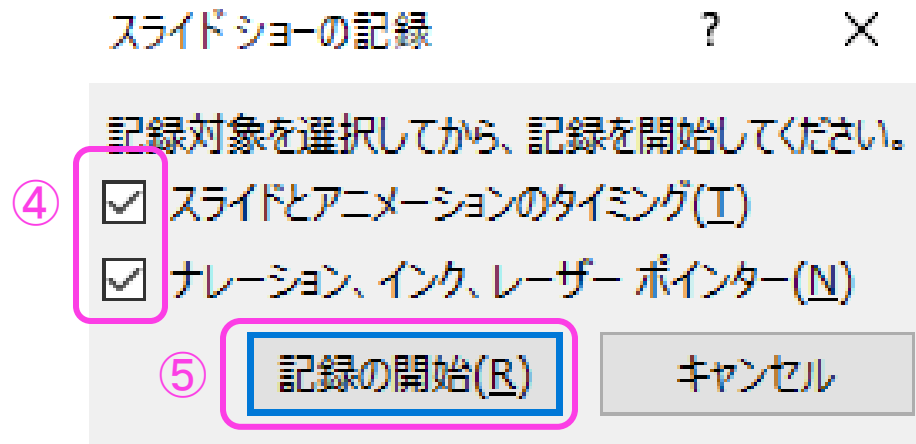 スライド ショーの記録 ? ×
記録対象を選択してから、記録を開始してください。
④ スライドとアニメーションのタイミング(T)
ナレーション、インク、レーザー ポインター(N)
⑤ 記録の開始(R) キャンセル